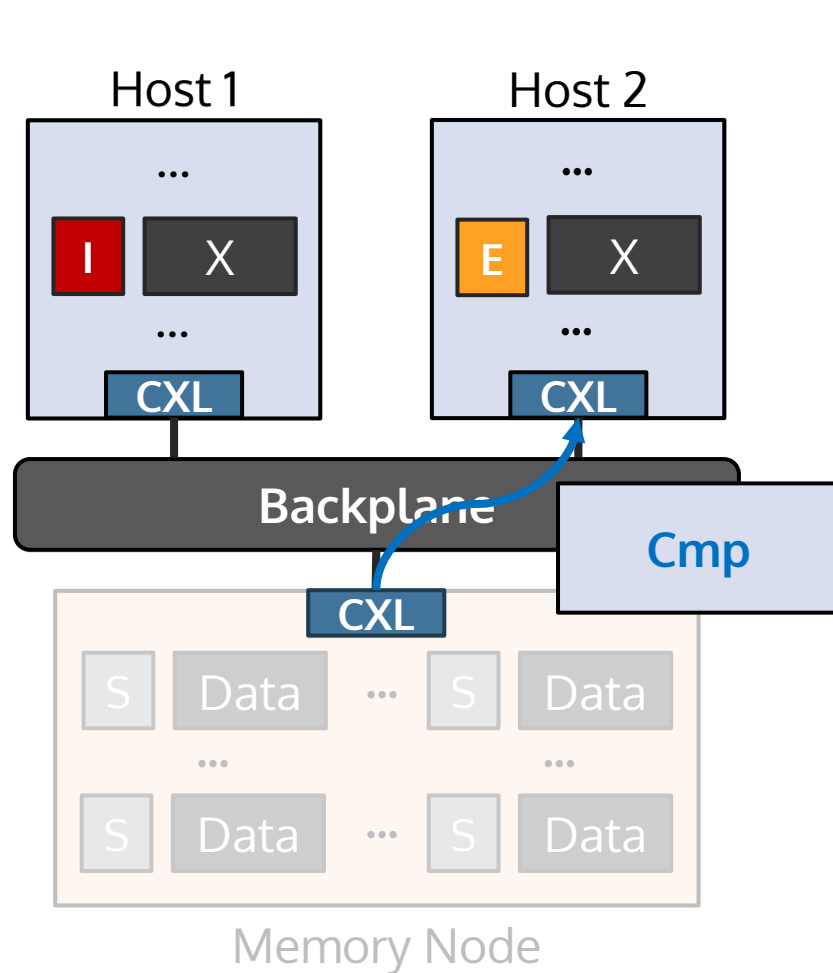 Host 1 Host 2
... ...
I X E X
... ...
CXL CXL
Backplane
Cmp
CXL
S Data ... S Data
... ...
S Data ... S Data
Memory Node